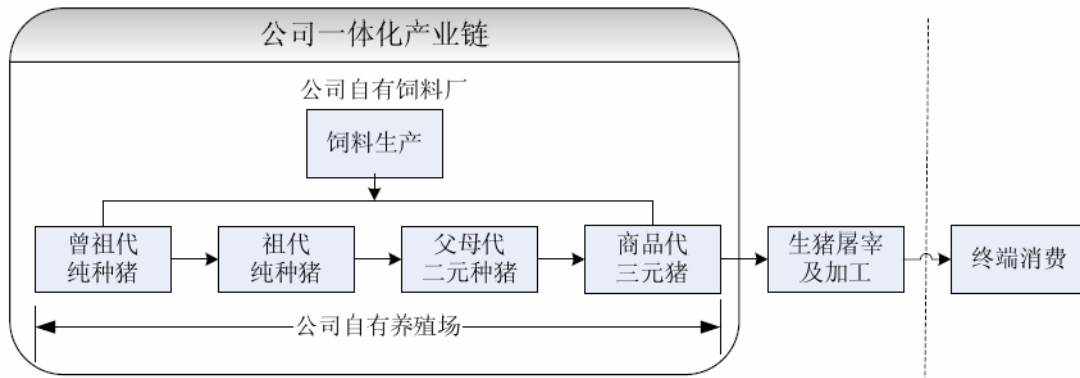 公司一体化产业链
公司自有饲料厂
饲料生产
曾祖代
纯种猪
祖代
纯种猪
父母代
二元种猪
商品代
三元猪
生猪屠宰
及加工
终端消费
公司自有养殖场